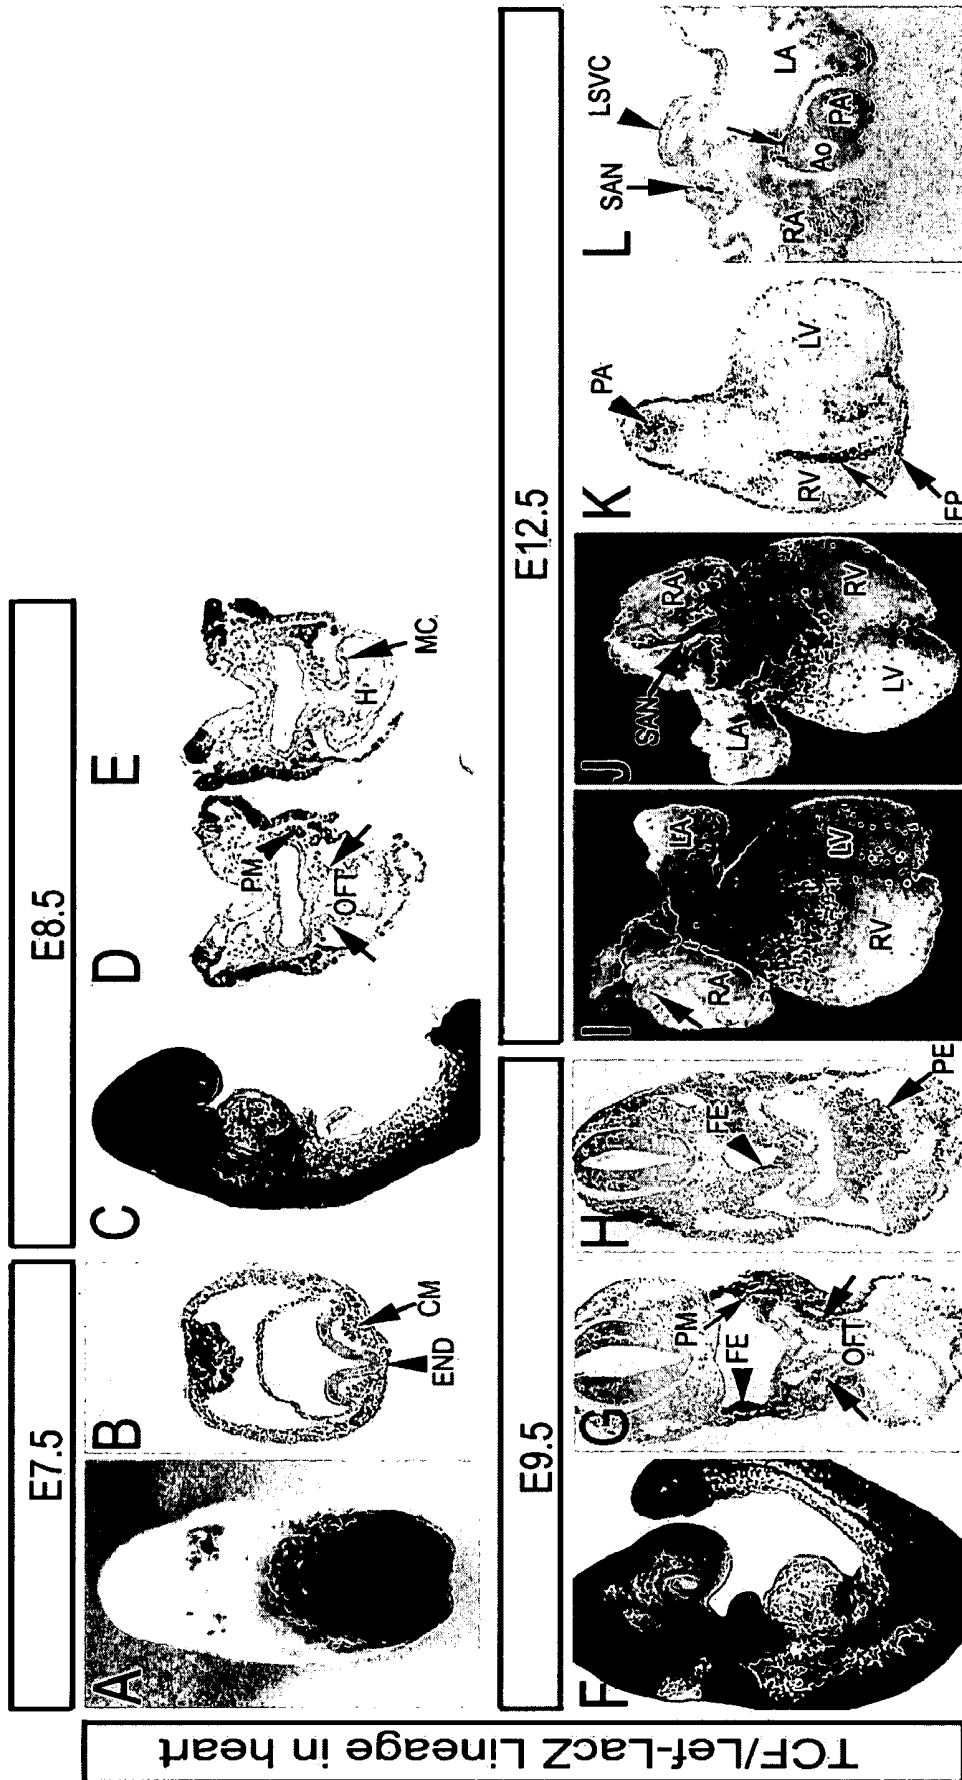 TCF/Lef-LacZ Lineage in heart
E7.5
E8.5
A
B
END
CM
C
D
PM
OFT
E
H
MC
E9.5
E12.5
F
G
PM
FE
OFT
H
FE
PE
I
RA
LA
RV
LV
J
SAN
RA
LA
RV
LV
K
PA
RV
LV
EP
L
SAN
LSVC
RA
LA
Ao
PA